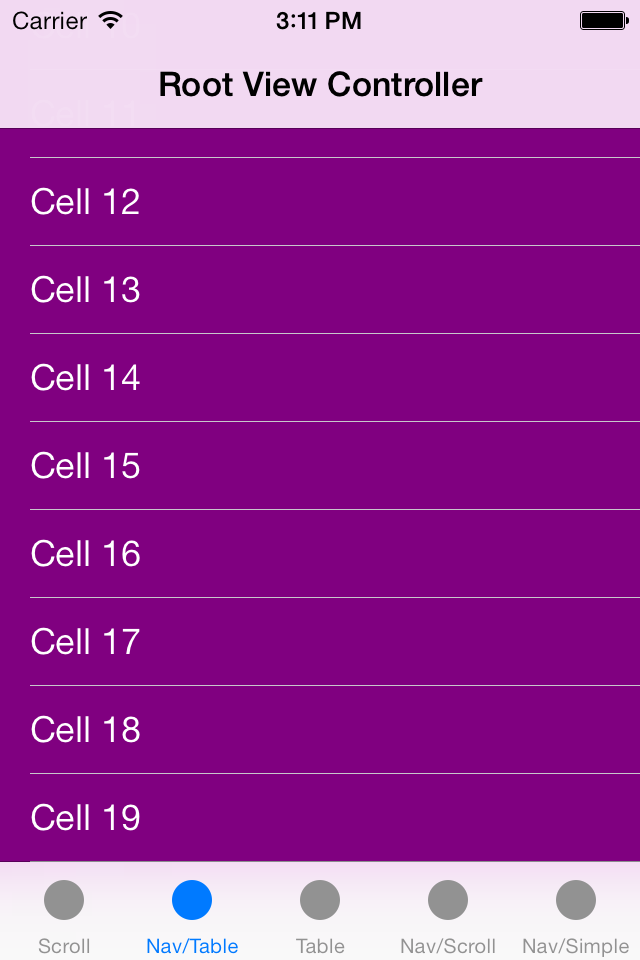 Carrier 3:11 PM
Root View Controller
Cell 12
Cell 13
Cell 14
Cell 15
Cell 16
Cell 17
Cell 18
Cell 19
Scroll Nav/Table Table Nav/Scroll Nav/Simple